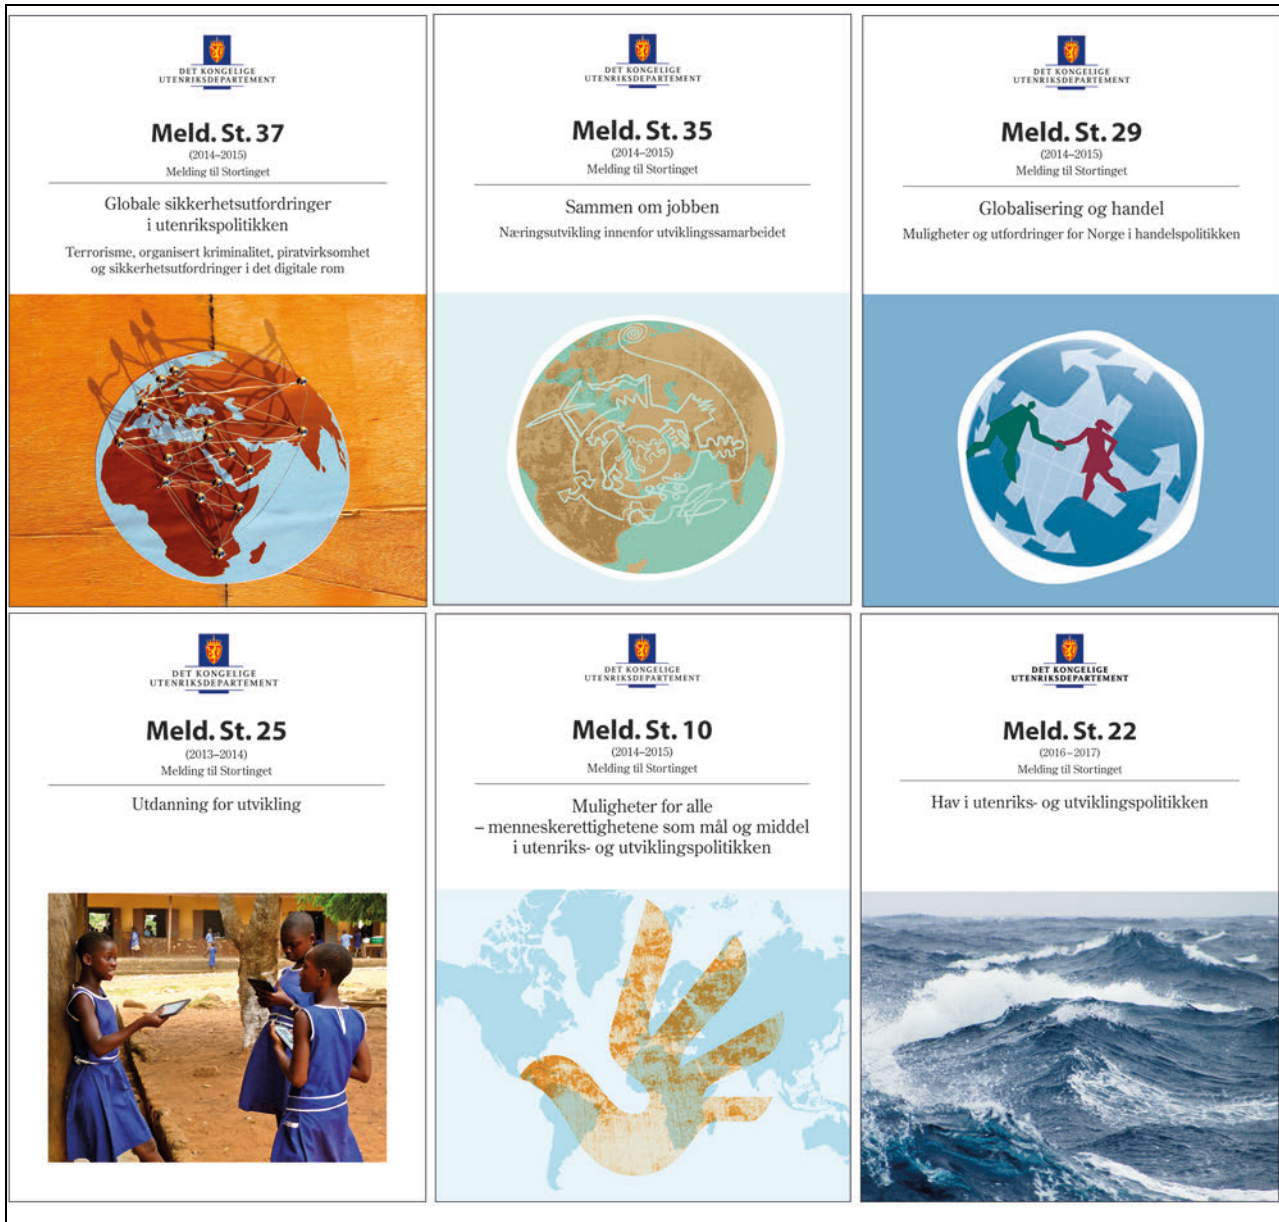 DET KONGELIGE
UTENRIKSDEPARTEMENT
Meld. St. 37
(2014–2015)
Melding til Stortinget
Globale sikkerhetsutfordringer
i utenrikspolitikken
Terrorisme, organisert kriminalitet, piratvirksomhet
og sikkerhetsutfordringer i det digitale rom
DET KONGELIGE
UTENRIKSDEPARTEMENT
Meld. St. 35
(2014–2015)
Melding til Stortinget
Sammen om jobben
Næringsutvikling innenfor utviklingssamarbeidet
DET KONGELIGE
UTENRIKSDEPARTEMENT
Meld. St. 29
(2014–2015)
Melding til Stortinget
Globalisering og handel
Muligheter og utfordringer for Norge i handelspolitikken
DET KONGELIGE
UTENRIKSDEPARTEMENT
Meld. St. 25
(2013–2014)
Melding til Stortinget
Utdanning for utvikling
DET KONGELIGE
UTENRIKSDEPARTEMENT
Meld. St. 10
(2014–2015)
Melding til Stortinget
Muligheter for alle
– menneskerettighetene som mål og middel
i utenriks- og utviklingspolitikken
DET KONGELIGE
UTENRIKSDEPARTEMENT
Meld. St. 22
(2016–2017)
Melding til Stortinget
Hav i utenriks- og utviklingspolitikken